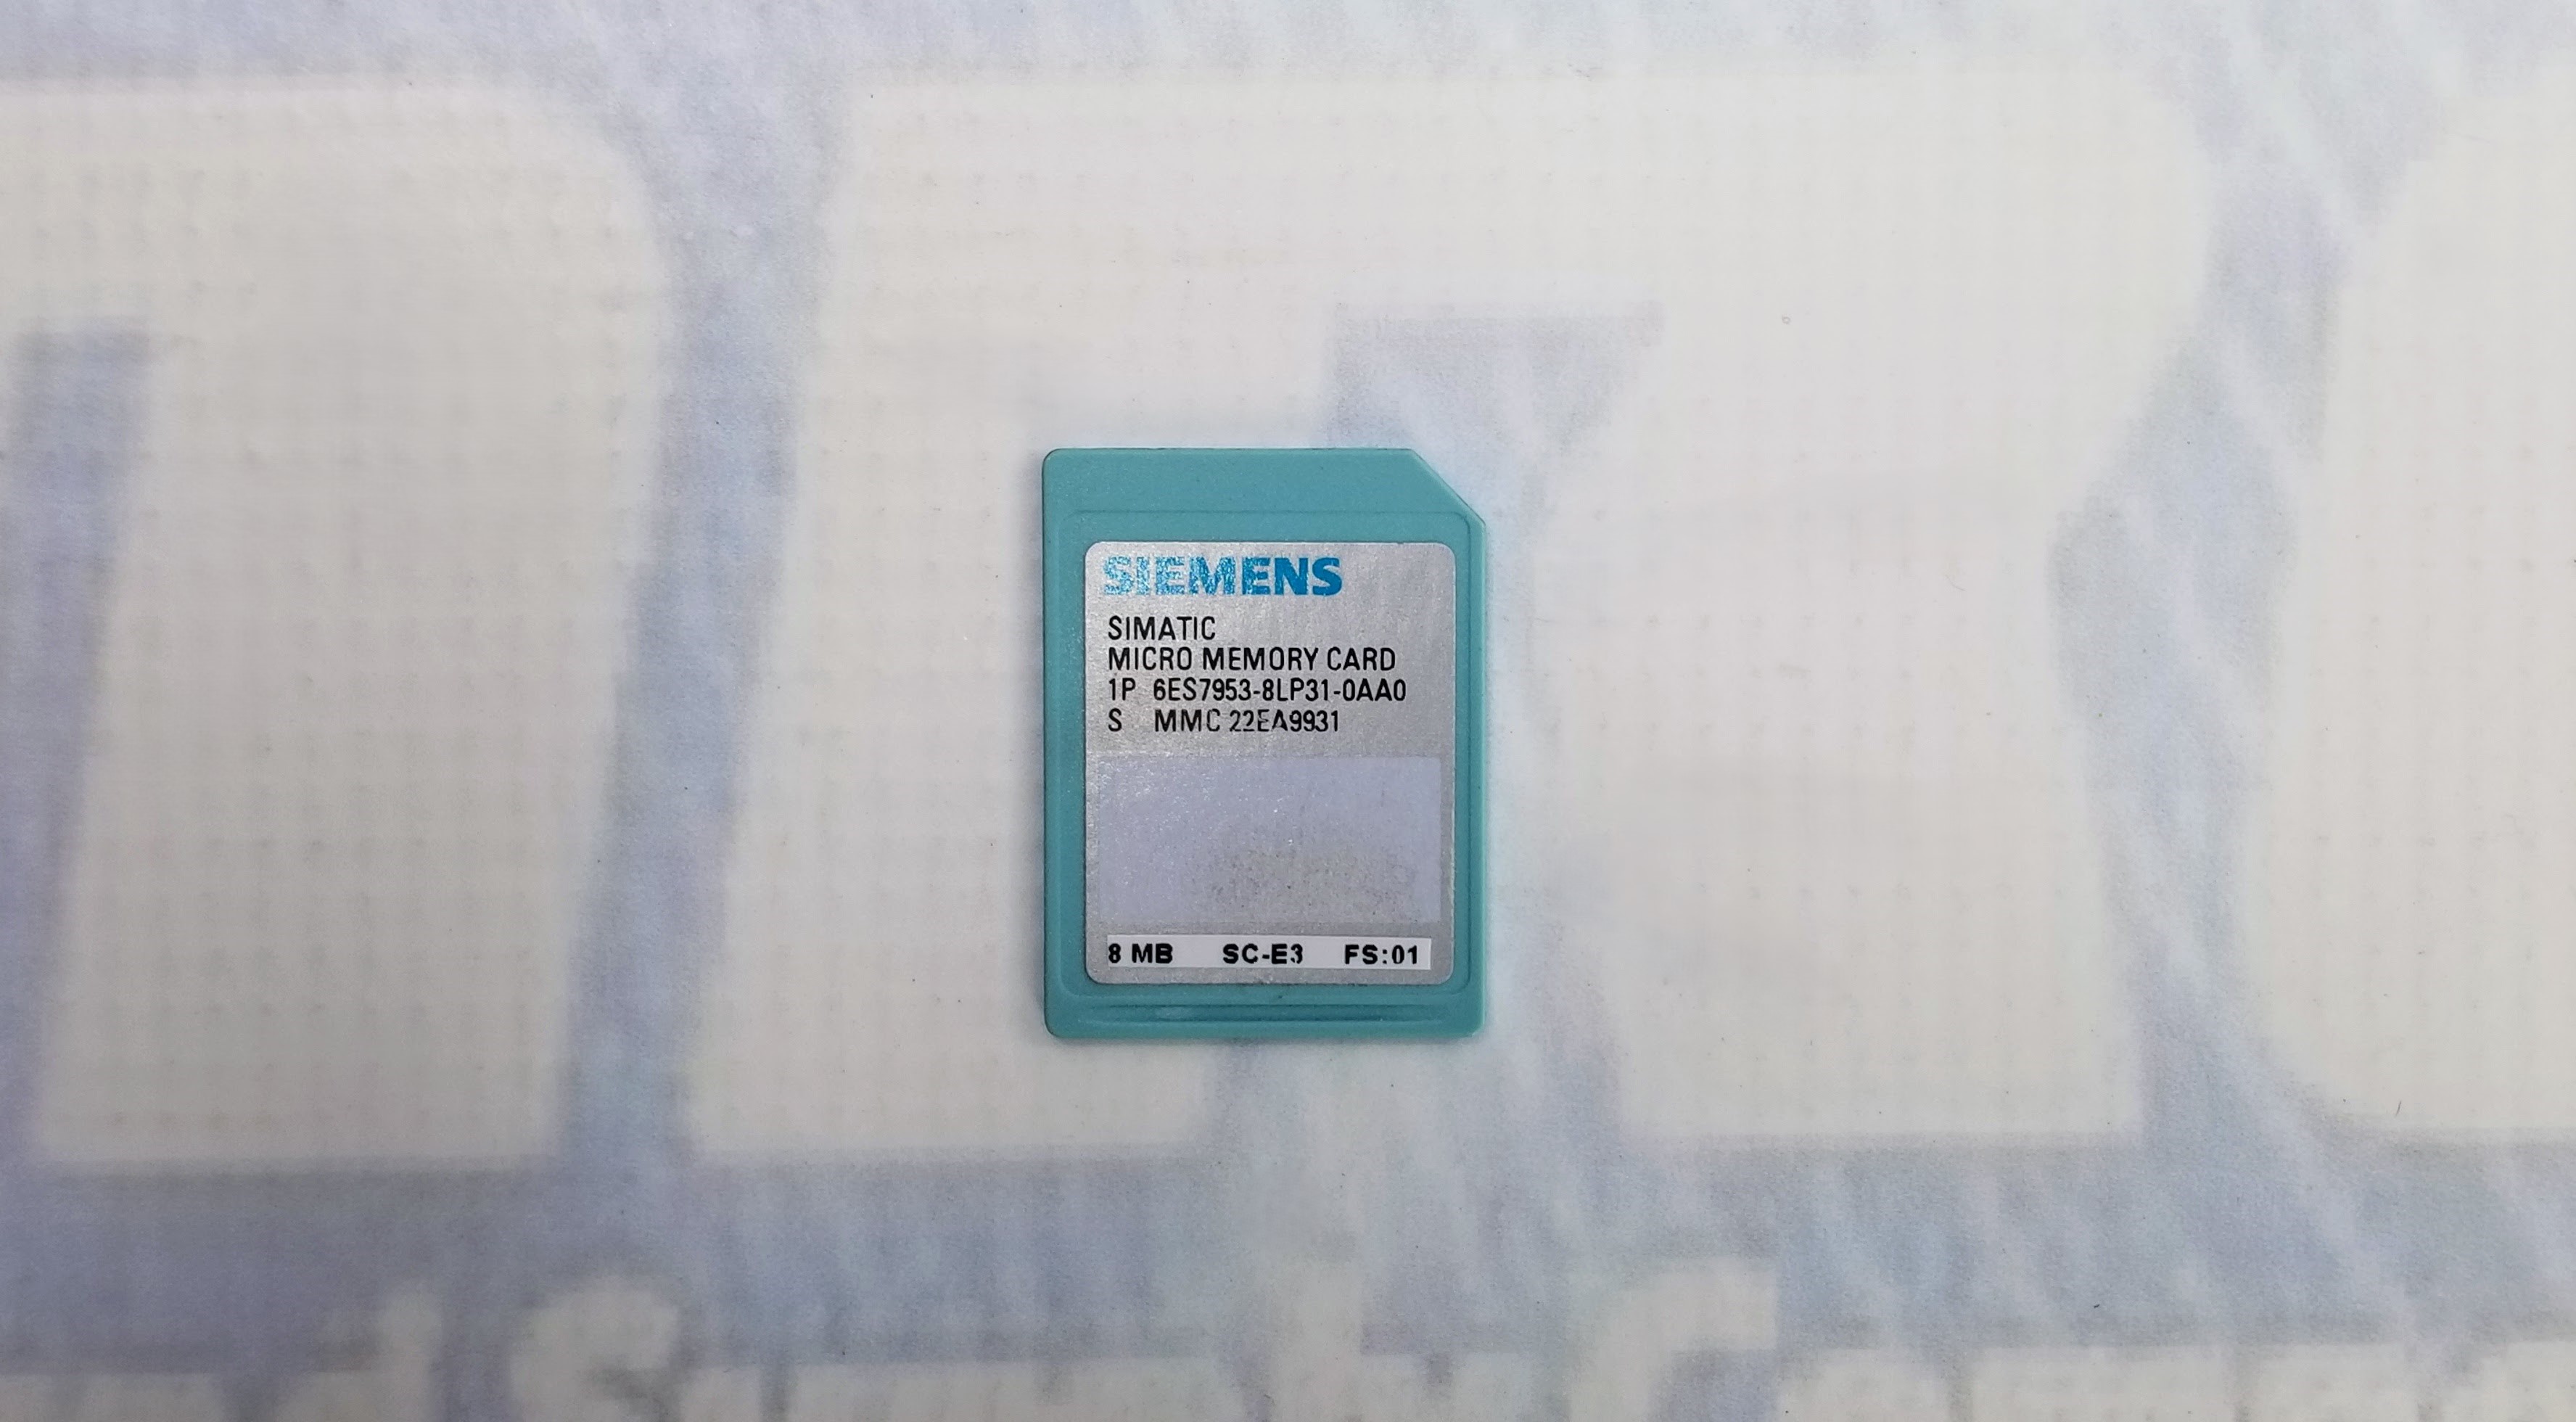 SIEMENS
SIMATIC
MICRO MEMORY CARD
1P 6ES7953-8LP31-0AA0
S MMC 22EA9931
8 MB SC-E3 FS:01